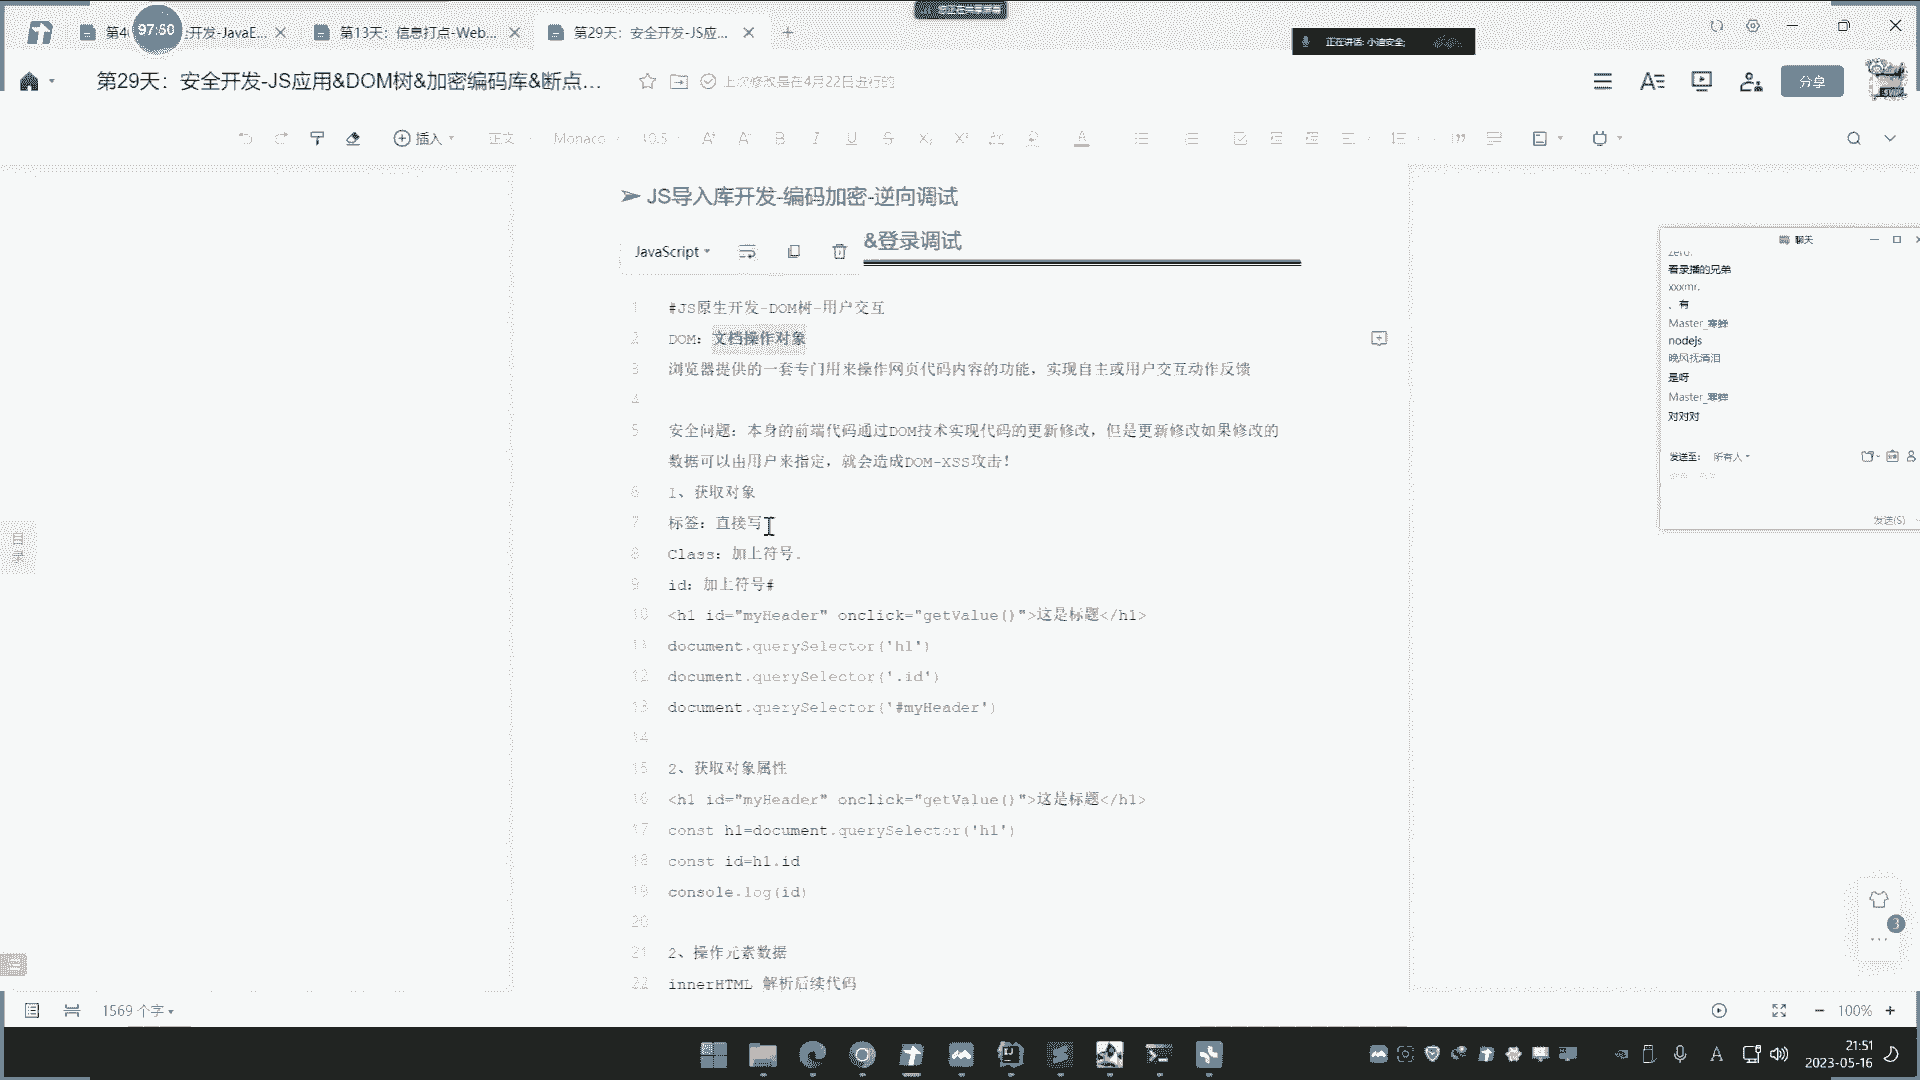 您正在共享屏幕
第4
97:50
开发-JavaE...
第13天：信息打点-Web...
第29天：安全开发-JS应...
正在讲话: 小迪安全;
第29天：安全开发-JS应用&DOM树&加密编码库&断点...
上次修改是在4月22日进行的
分享
插入
正文
Monaco
10.5
JS导入库开发-编码加密-逆向调试
&登录调试
JavaScript
1 #JS原生开发-DOM树-用户交互
2 DOM：文档操作对象
3 浏览器提供的一套专门用来操作网页代码内容的功能，实现自主或用户交互动作反馈
4
5 安全问题：本身的前端代码通过DOM技术实现代码的更新修改，但是更新修改如果修改的
数据可以由用户来指定，就会造成DOM-XSS攻击！
6 1、获取对象
7 标签：直接写
8 Class：加上符号.
9 id：加上符号#
10 <h1 id="myHeader" onclick="getValue()">这是标题</h1>
11 document.querySelector('h1')
12 document.querySelector('.id')
13 document.querySelector('#myHeader')
14
15 2、获取对象属性
16 <h1 id="myHeader" onclick="getValue()">这是标题</h1>
17 const h1=document.querySelector('h1')
18 const id=h1.id
19 console.log(id)
20
21 2、操作元素数据
22 innerHTML 解析后续代码
目录
聊天
zero.
看录播的兄弟
xxxmr.
。有
Master_寒蝉
nodejs
晚风抚清泪
是呀
Master_寒蝉
对对对
发送至： 所有人
发送(S)
3
1569 个字
100%
21:51
2023-05-16